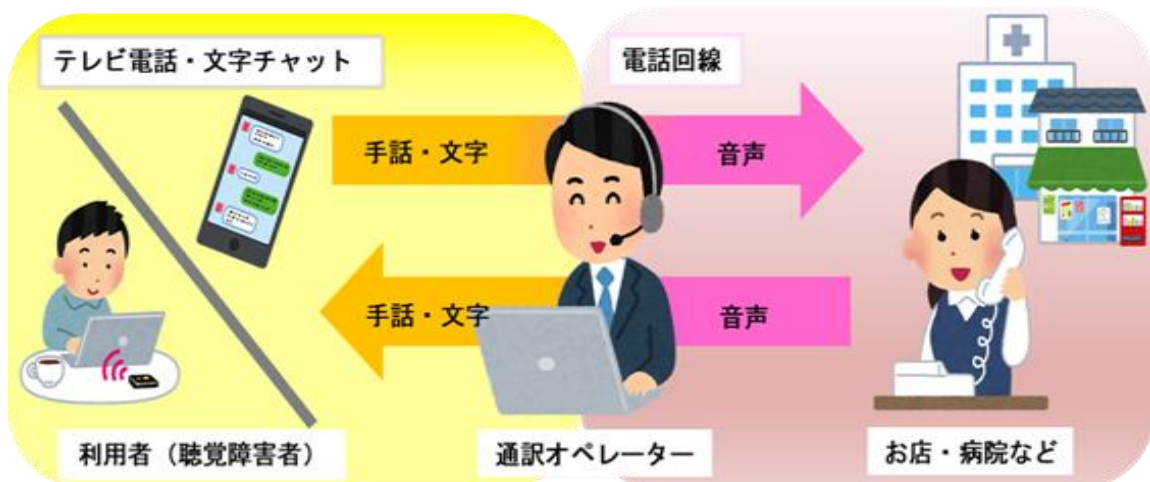 テレビ電話・文字チャット
電話回線
手話・文字
音声
手話・文字
音声
利用者（聴覚障害者）
通訳オペレーター
お店・病院など